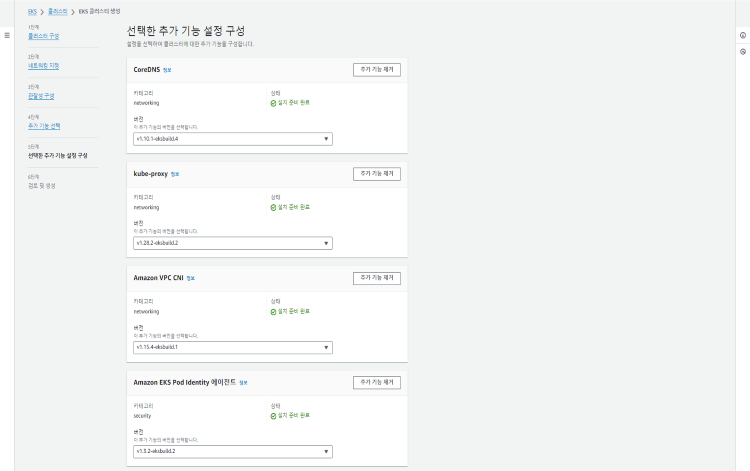 EKS > 클러스터 > EKS 클러스터 생성
1단계
클러스터 구성
2단계
네트워킹 지정
3단계
관찰성 구성
4단계
추가 기능 선택
5단계
선택한 추가 기능 설정 구성
6단계
검토 및 생성
선택한 추가 기능 설정 구성
설정을 선택하여 클러스터에 대한 추가 기능을 구성합니다.
CoreDNS 정보
추가 기능 제거
카테고리
networking
상태
설치 준비 완료
버전
이 추가 기능의 버전을 선택합니다.
v1.10.1-eksbuild.4
kube-proxy 정보
추가 기능 제거
카테고리
networking
상태
설치 준비 완료
버전
이 추가 기능의 버전을 선택합니다.
v1.28.2-eksbuild.2
Amazon VPC CNI 정보
추가 기능 제거
카테고리
networking
상태
설치 준비 완료
버전
이 추가 기능의 버전을 선택합니다.
v1.15.4-eksbuild.1
Amazon EKS Pod Identity 에이전트 정보
추가 기능 제거
카테고리
security
상태
설치 준비 완료
버전
이 추가 기능의 버전을 선택합니다.